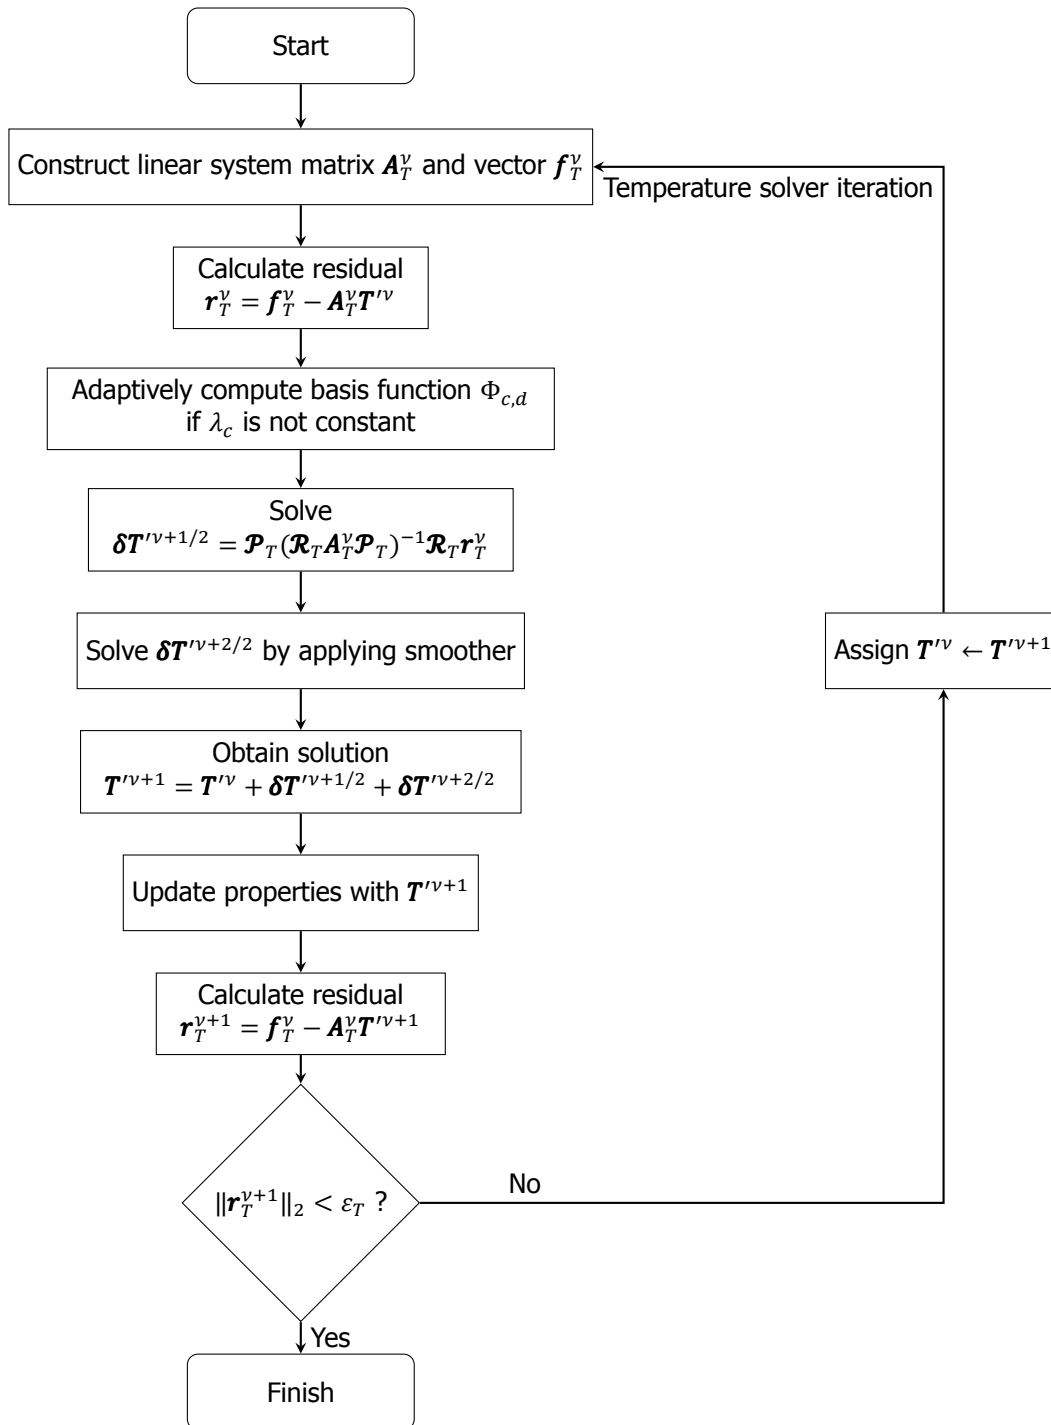 Start
Construct linear system matrix 𝑨_T^ν and vector 𝒇_T^ν
Temperature solver iteration
Calculate residual
𝒓_T^ν = 𝒇_T^ν − 𝑨_T^ν 𝑻′^ν
Adaptively compute basis function Φ_{c,d}
if λ_c is not constant
Solve
𝜹𝑻′^{ν+1/2} = 𝓟_T(𝓡_T 𝑨_T^ν 𝓟_T)^{−1} 𝓡_T 𝒓_T^ν
Solve 𝜹𝑻′^{ν+2/2} by applying smoother
Assign 𝑻′^ν ← 𝑻′^{ν+1}
Obtain solution
𝑻′^{ν+1} = 𝑻′^ν + 𝜹𝑻′^{ν+1/2} + 𝜹𝑻′^{ν+2/2}
Update properties with 𝑻′^{ν+1}
Calculate residual
𝒓_T^{ν+1} = 𝒇_T^ν − 𝑨_T^ν 𝑻′^{ν+1}
‖𝒓_T^{ν+1}‖_2 < ε_T ?
No
Yes
Finish